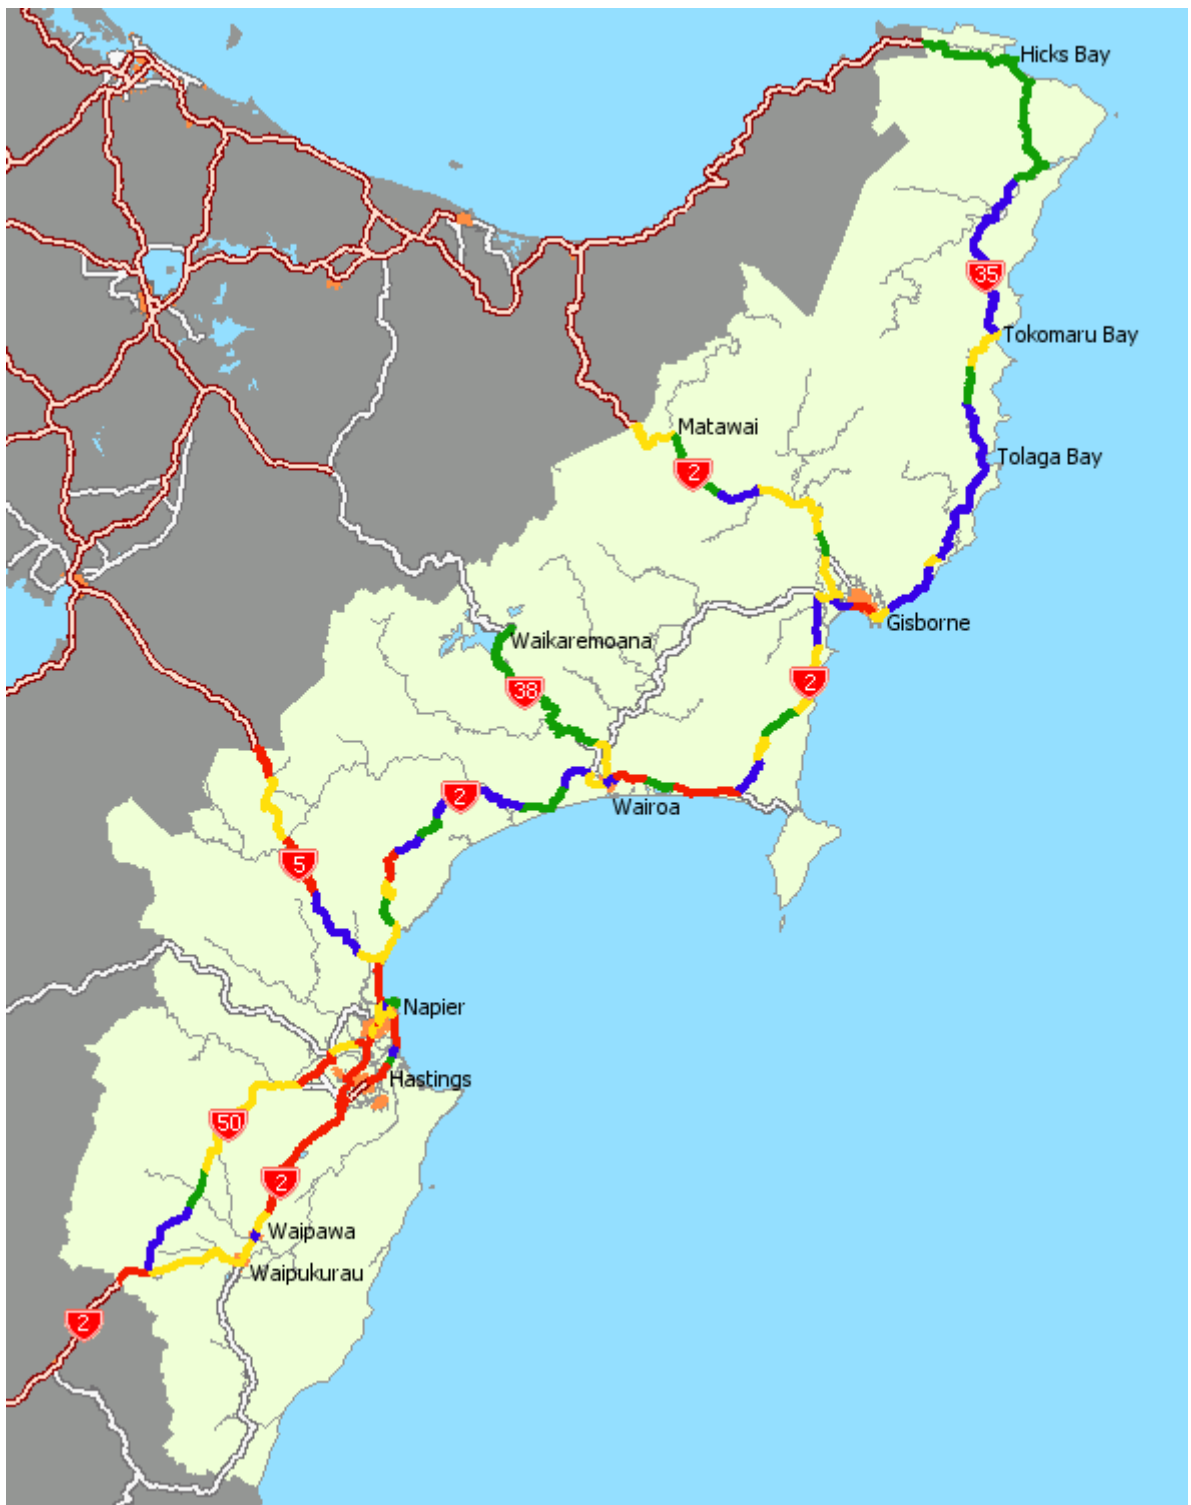 Hicks Bay
35
Tokomaru Bay
Matawai
Tolaga Bay
2
Gisborne
Waikaremoana
2
38
2
Wairoa
5
Napier
Hastings
50
2
Waipawa
Waipukurau
2